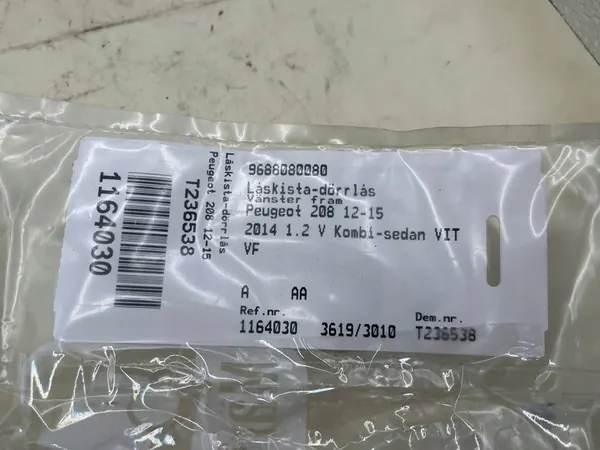 1164030
T236538
Låskista-dörrlås
Peugeot 208 12-15
9688080080
Låskista-dörrlås
Vänster fram
Peugeot 208 12-15
2014 1.2 V Kombi-sedan VIT
VF
A AA
Ref.nr. Dem.nr.
1164030 3619/3010 T236538